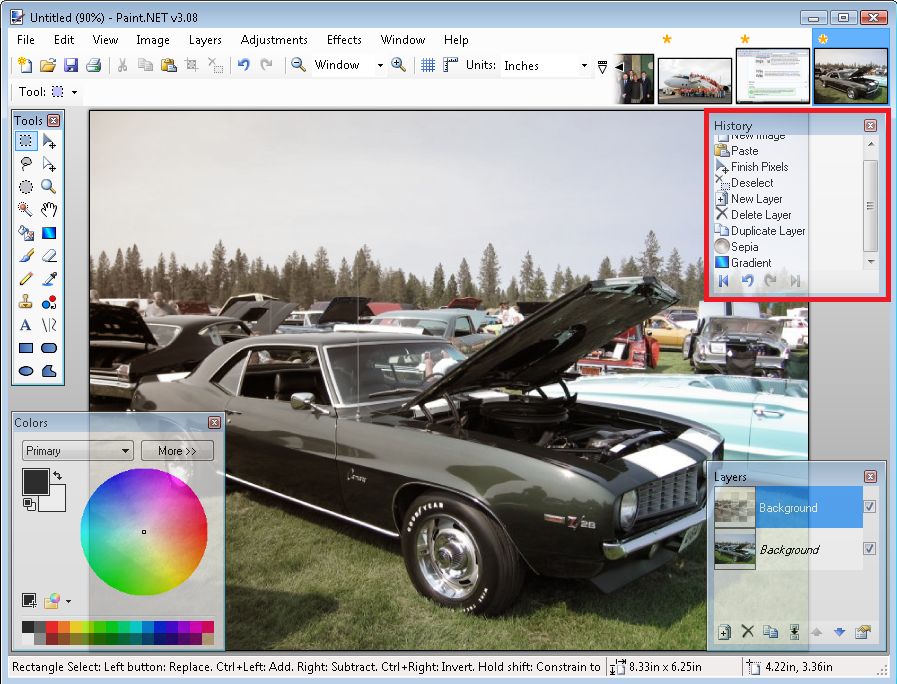 Untitled (90%) - Paint.NET v3.08
File Edit View Image Layers Adjustments Effects Window Help
Window Units: Inches
Tool:
Tools
History
New Image
Paste
Finish Pixels
Deselect
New Layer
Delete Layer
Duplicate Layer
Sepia
Gradient
A
Colors
Primary More >>
Camaro
GOODYEAR
Z 28
Layers
Background
Background
Rectangle Select: Left button: Replace. Ctrl+Left: Add. Right: Subtract. Ctrl+Right: Invert. Hold shift: Constrain to 8.33in x 6.25in 4.22in, 3.36in